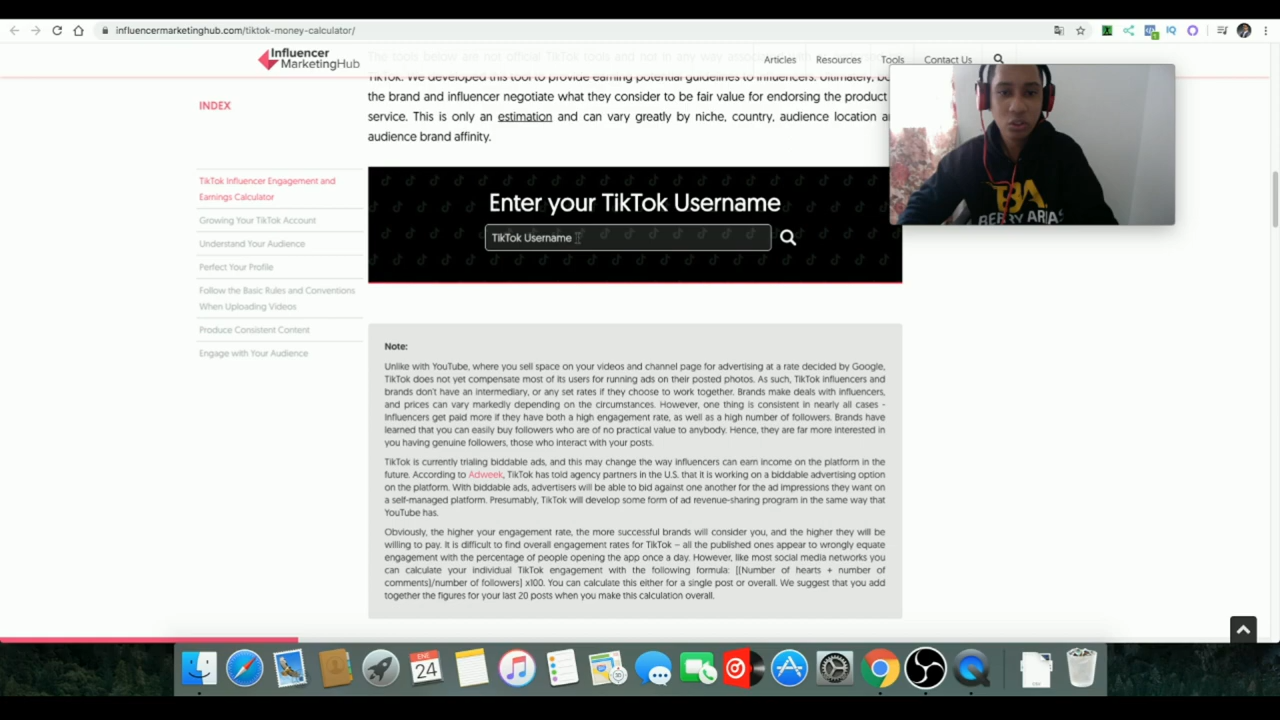 influencermarketinghub.com/tiktok-money-calculator/
Influencer
MarketingHub
Articles
Resources
Tools
Contact Us
The tools below are not official TikTok tools and not in any way
TikTok. We developed this tool to provide earning potential guidelines to influencers. Ultimately,
the brand and influencer negotiate what they consider to be fair value for endorsing the product
service. This is only an estimation and can vary greatly by niche, country, audience location
audience brand affinity.
INDEX
TikTok Influencer Engagement and
Earnings Calculator
Growing Your TikTok Account
Understand Your Audience
Perfect Your Profile
Follow the Basic Rules and Conventions
When Uploading Videos
Produce Consistent Content
Engage with Your Audience
Enter your TikTok Username
TikTok Username
Note:
Unlike with YouTube, where you sell space on your videos and channel page for advertising at a rate decided by Google,
TikTok does not yet compensate most of its users for running ads on their posted photos. As such, TikTok influencers and
brands don't have an intermediary, or any set rates if they choose to work together. Brands make deals with influencers,
and prices can vary markedly depending on the circumstances. However, one thing is consistent in nearly all cases -
Influencers get paid more if they have both a high engagement rate, as well as a high number of followers. Brands have
learned that you can easily buy followers who are of no practical value to anybody. Hence, they are far more interested in
you having genuine followers, those who interact with your posts.
TikTok is currently trialing biddable ads, and this may change the way influencers can earn income on the platform in the
future. According to Adweek, TikTok has told agency partners in the U.S. that it is working on a biddable advertising option
on the platform. With biddable ads, advertisers will be able to bid against one another for the ad impressions they want on
a self-managed platform. Presumably, TikTok will develop some form of ad revenue-sharing program in the same way that
YouTube has.
Obviously, the higher your engagement rate, the more successful brands will consider you, and the higher they will be
willing to pay. It is difficult to find overall engagement rates for TikTok – all the published ones appear to wrongly equate
engagement with the percentage of people opening the app once a day. However, like most social media networks you
can calculate your individual TikTok engagement with the following formula: [(Number of hearts + number of
comments)/number of followers] x100. You can calculate this either for a single post or overall. We suggest that you add
together the figures for your last 20 posts when you make this calculation overall.
ENE
24